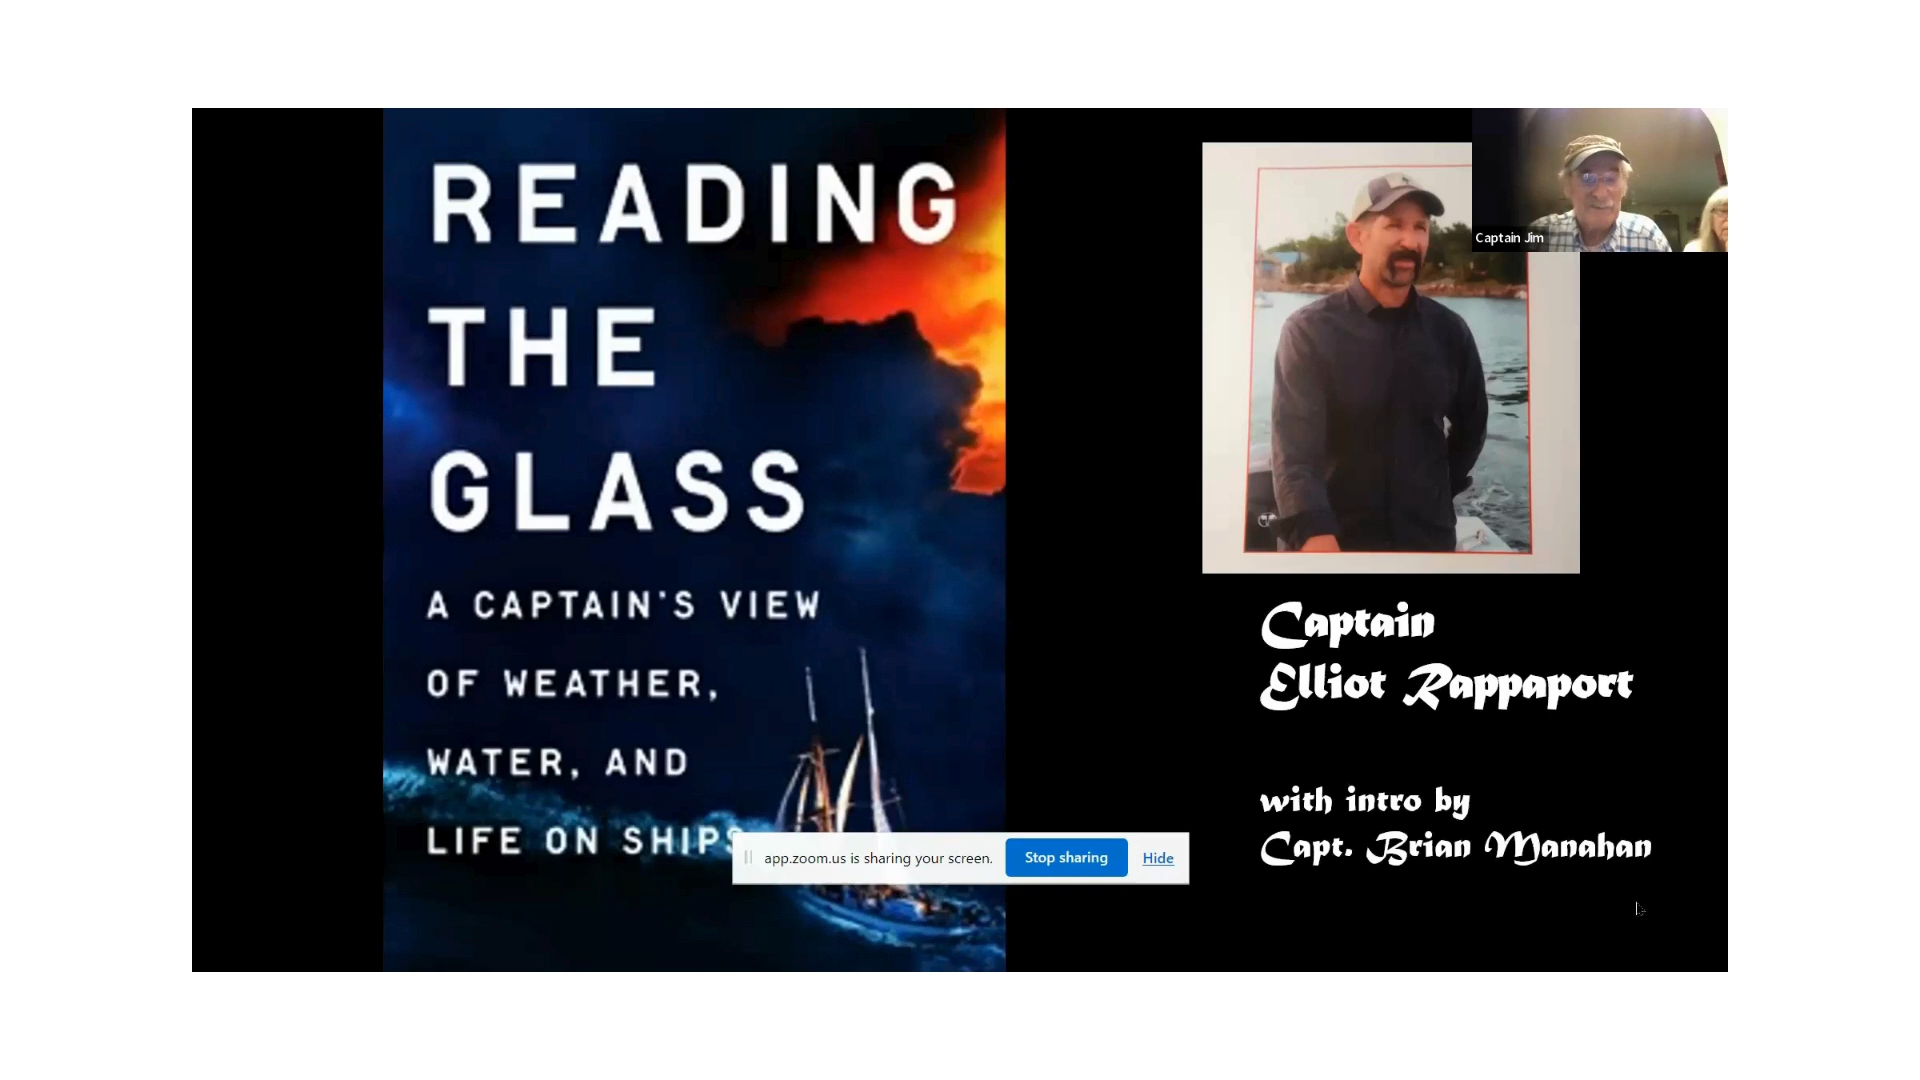 READING
THE
GLASS
A CAPTAIN'S VIEW
OF WEATHER,
WATER, AND
LIFE ON SHIPS
Captain Jim
Captain
Elliot Rappaport
with intro by
Capt. Brian Manahan
app.zoom.us is sharing your screen.
Stop sharing
Hide